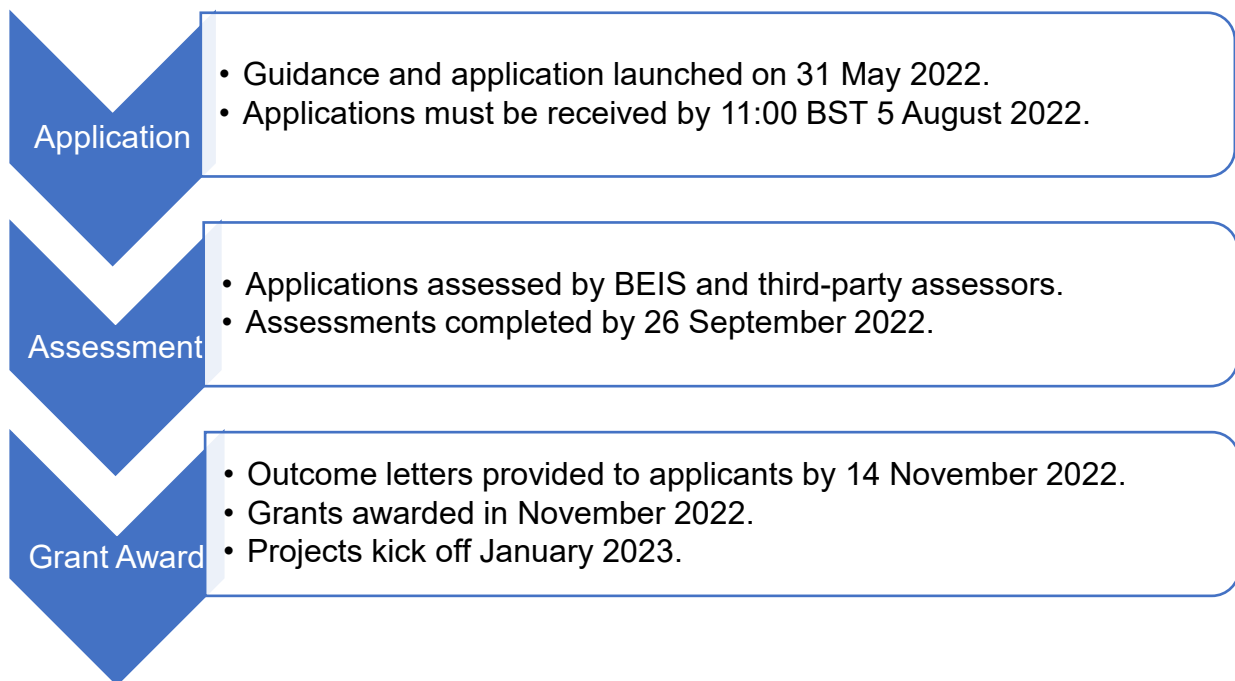 Application
• Guidance and application launched on 31 May 2022.
• Applications must be received by 11:00 BST 5 August 2022.
Assessment
• Applications assessed by BEIS and third-party assessors.
• Assessments completed by 26 September 2022.
Grant Award
• Outcome letters provided to applicants by 14 November 2022.
• Grants awarded in November 2022.
• Projects kick off January 2023.